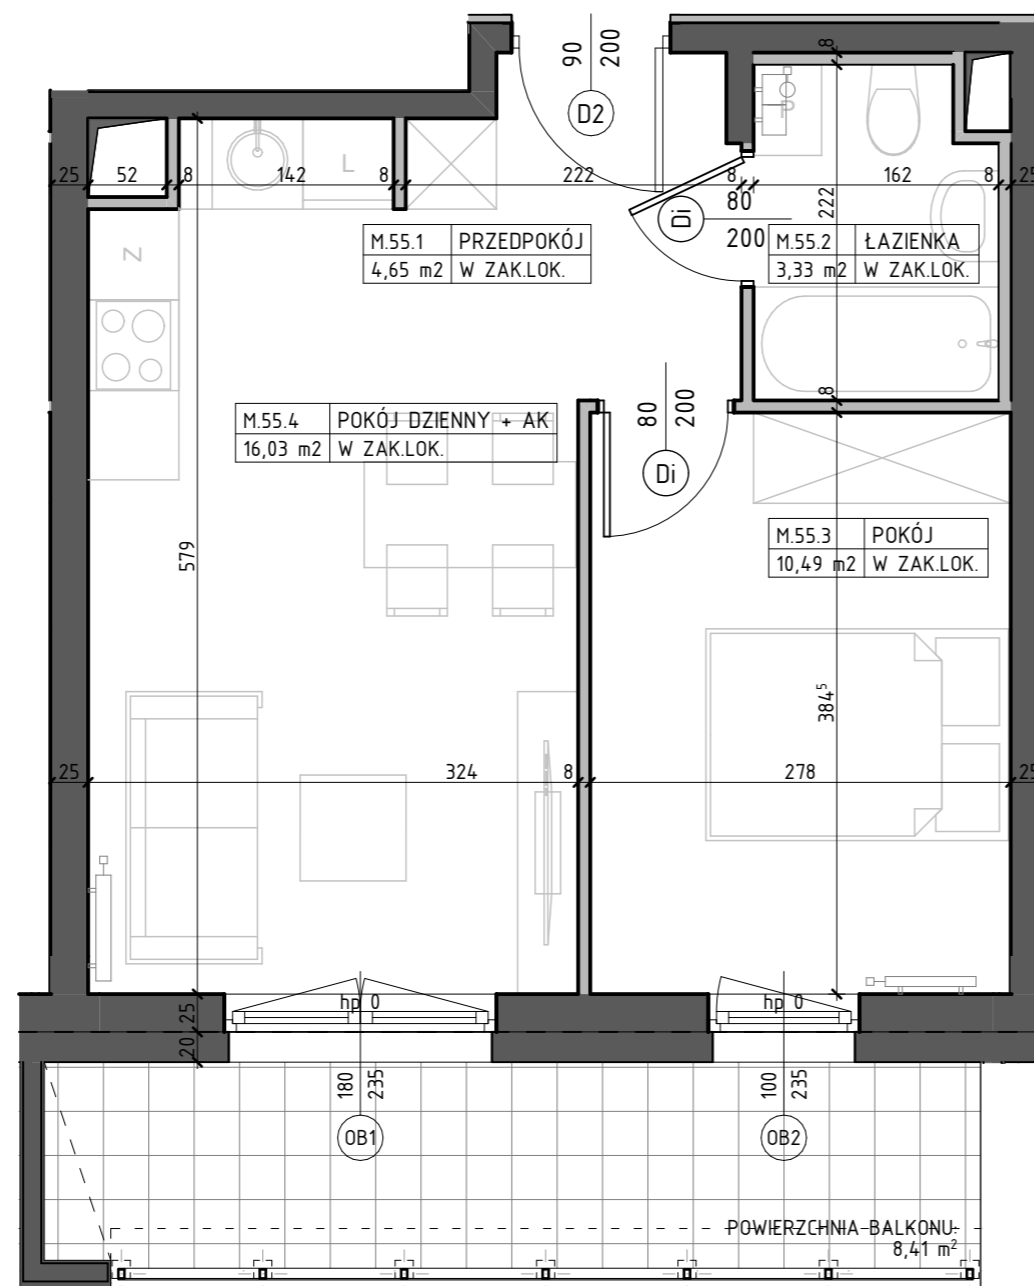 90
200
D2
8
25
52
8
142
8
222
8
162
8
25
L
P
222
80
200
Di
M.55.1 PRZEDPOKÓJ
4,65 m2 W ZAK.LOK.
M.55.2 ŁAZIENKA
3,33 m2 W ZAK.LOK.
N
8
80
200
Di
M.55.4 POKÓJ DZIENNY + AK
16,03 m2 W ZAK.LOK.
M.55.3 POKÓJ
10,49 m2 W ZAK.LOK.
579
384⁵
25
324
8
278
25
hp 0
hp 0
25
20
180
235
OB1
100
235
OB2
POWIERZCHNIA BALKONU:
8,41 m²